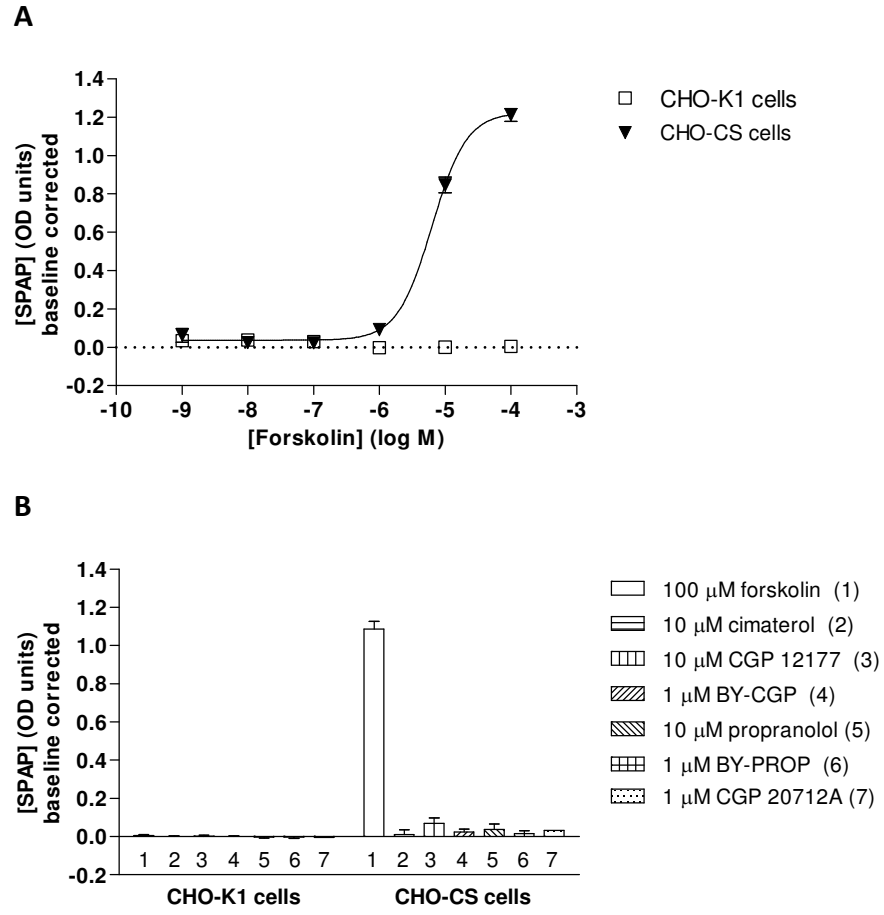 A
[SPAP] (OD units)
baseline corrected
1.4
1.2
1.0
0.8
0.6
0.4
0.2
0.0
-0.2
-10 -9 -8 -7 -6 -5 -4 -3
[Forskolin] (log M)
CHO-K1 cells
CHO-CS cells
B
[SPAP] (OD units)
baseline corrected
1.4
1.2
1.0
0.8
0.6
0.4
0.2
0.0
-0.2
1 2 3 4 5 6 7 1 2 3 4 5 6 7
CHO-K1 cells CHO-CS cells
100 μM forskolin (1)
10 μM cimaterol (2)
10 μM CGP 12177 (3)
1 μM BY-CGP (4)
10 μM propranolol (5)
1 μM BY-PROP (6)
1 μM CGP 20712A (7)